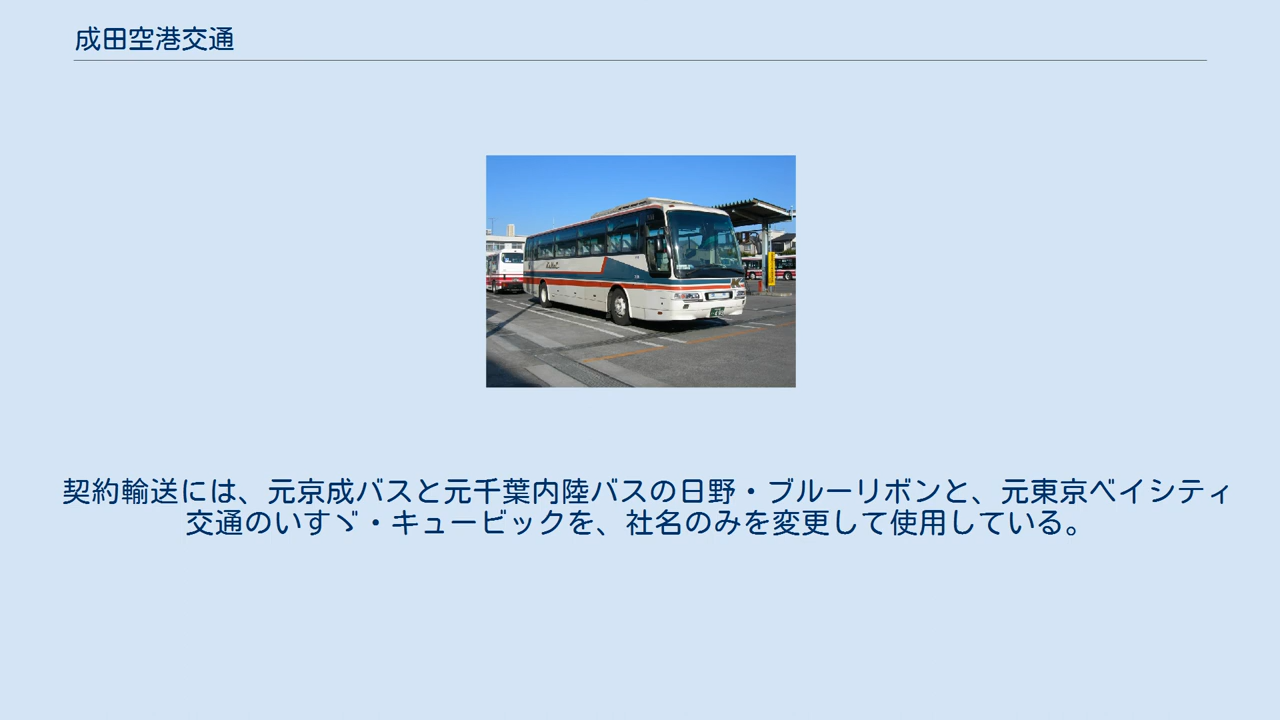 成田空港交通
契約輸送には、元京成バスと元千葉内陸バスの日野・ブルーリボンと、元東京ベイシティ
交通のいすゞ・キュービックを、社名のみを変更して使用している。